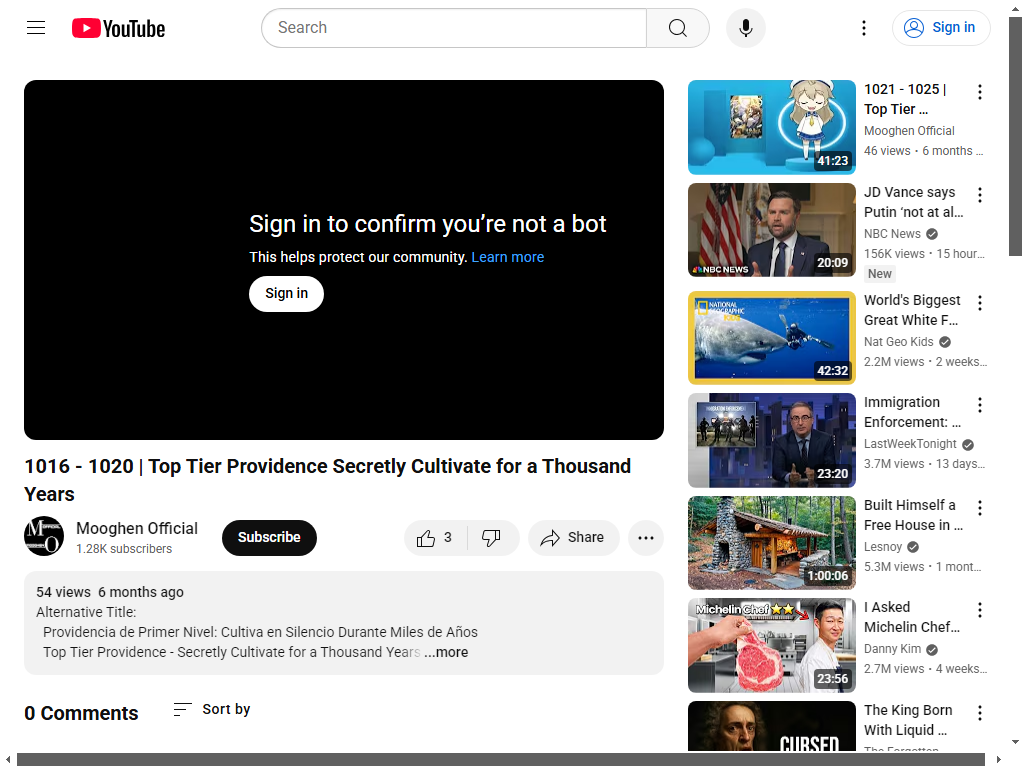 YouTube
Search
Sign in
Sign in to confirm you’re not a bot
This helps protect our community. Learn more
Sign in
1016 - 1020 | Top Tier Providence Secretly Cultivate for a Thousand
Years
Mooghen Official
1.28K subscribers
Subscribe
3
Share
54 views 6 months ago
Alternative Title:
Providencia de Primer Nivel: Cultiva en Silencio Durante Miles de Años
Top Tier Providence - Secretly Cultivate for a Thousand Years ...more
0 Comments
Sort by
41:23
1021 - 1025 |
Top Tier ...
Mooghen Official
46 views • 6 months ...
NBC NEWS
20:09
JD Vance says
Putin ‘not at al...
NBC News
156K views • 15 hour...
New
NATIONAL
GEOGRAPHIC
42:32
World's Biggest
Great White F...
Nat Geo Kids
2.2M views • 2 weeks...
IMMIGRATION ENFORCEMENT
23:20
Immigration
Enforcement: ...
LastWeekTonight
3.7M views • 13 days...
1:00:06
Built Himself a
Free House in ...
Lesnoy
5.3M views • 1 mont...
Michelin Chef
23:56
I Asked
Michelin Chef...
Danny Kim
2.7M views • 4 weeks...
CURSED
The King Born
With Liquid ...
The Forgotten